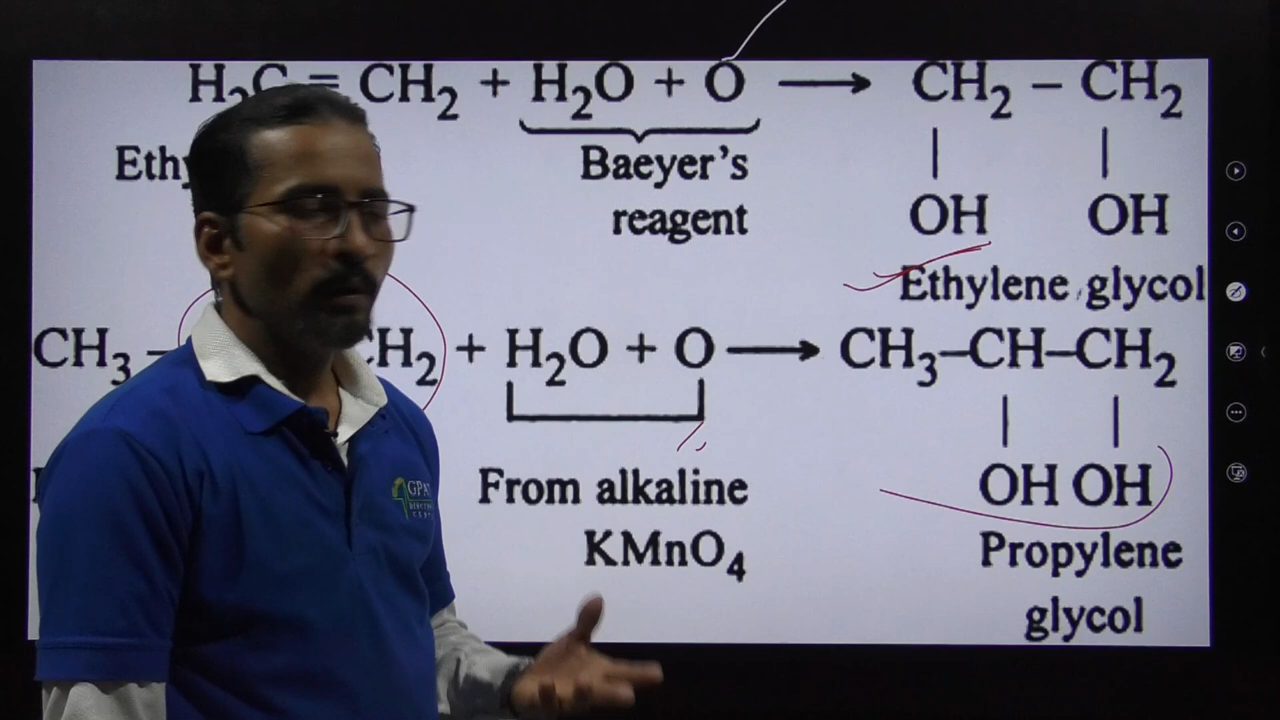 H₂C = CH₂ + H₂O + O ⟶ CH₂ – CH₂
| |
Baeyer's
reagent
OH OH
Ethylene glycol
CH₃ – CH₂ + H₂O + O ⟶ CH₃–CH–CH₂
| |
From alkaline
KMnO₄
OH OH
Propylene
glycol